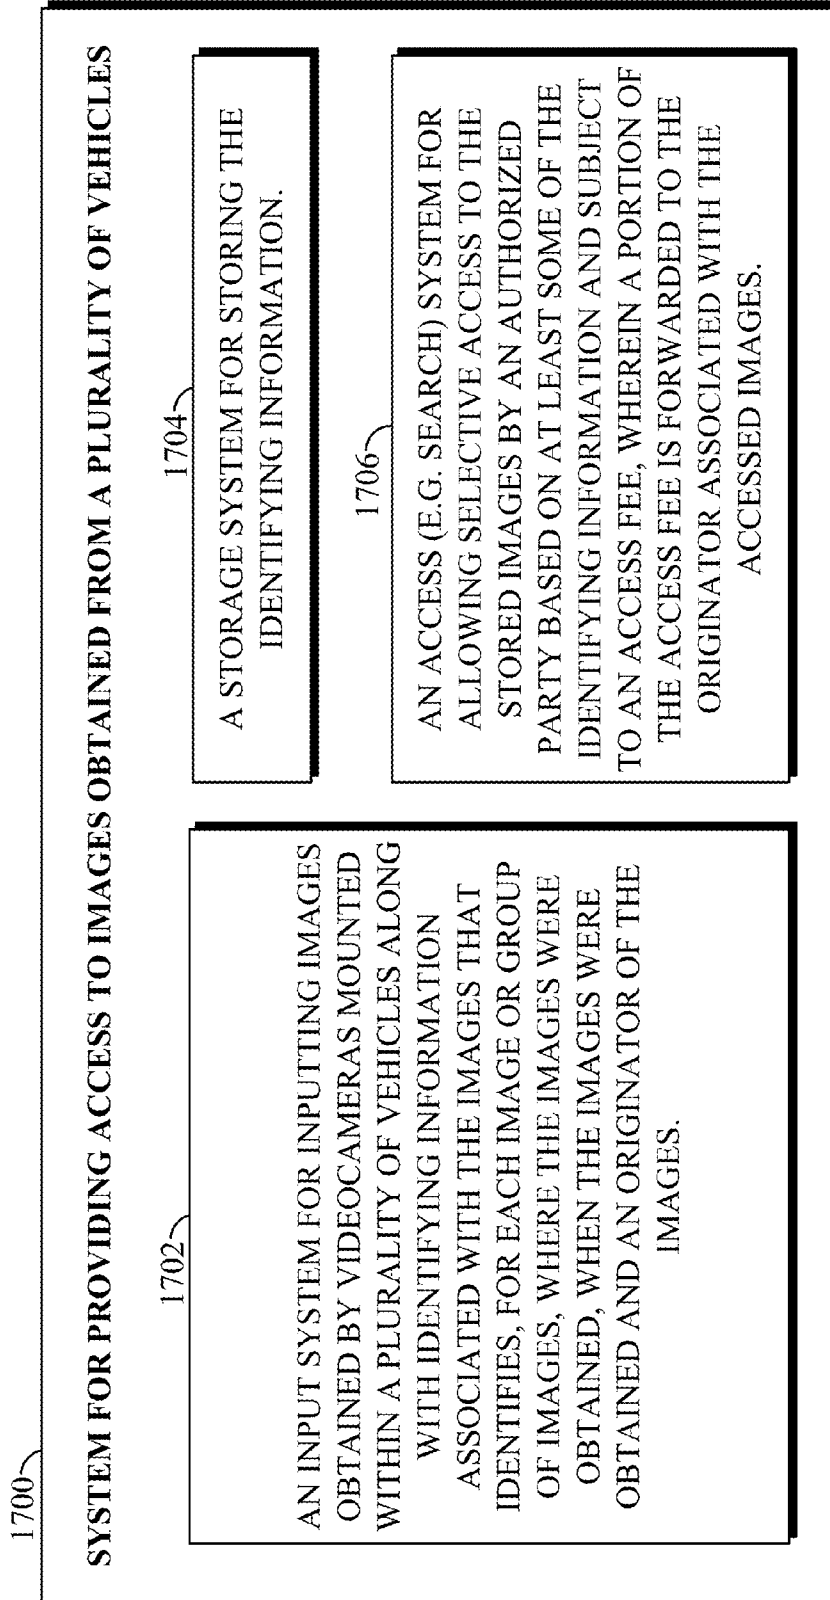 1700
SYSTEM FOR PROVIDING ACCESS TO IMAGES OBTAINED FROM A PLURALITY OF VEHICLES
1702
AN INPUT SYSTEM FOR INPUTTING IMAGES
OBTAINED BY VIDEOCAMERAS MOUNTED
WITHIN A PLURALITY OF VEHICLES ALONG
WITH IDENTIFYING INFORMATION
ASSOCIATED WITH THE IMAGES THAT
IDENTIFIES, FOR EACH IMAGE OR GROUP
OF IMAGES, WHERE THE IMAGES WERE
OBTAINED, WHEN THE IMAGES WERE
OBTAINED AND AN ORIGINATOR OF THE
IMAGES.
1704
A STORAGE SYSTEM FOR STORING THE
IDENTIFYING INFORMATION.
1706
AN ACCESS (E.G. SEARCH) SYSTEM FOR
ALLOWING SELECTIVE ACCESS TO THE
STORED IMAGES BY AN AUTHORIZED
PARTY BASED ON AT LEAST SOME OF THE
IDENTIFYING INFORMATION AND SUBJECT
TO AN ACCESS FEE, WHEREIN A PORTION OF
THE ACCESS FEE IS FORWARDED TO THE
ORIGINATOR ASSOCIATED WITH THE
ACCESSED IMAGES.